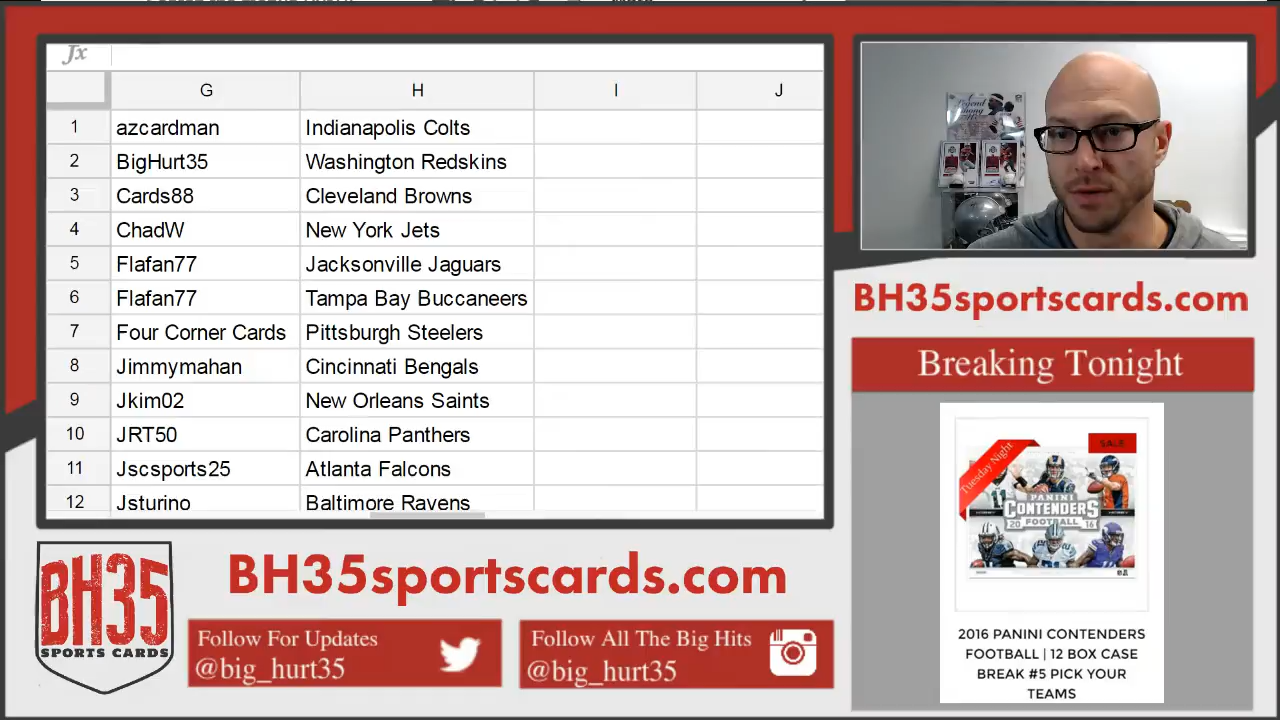 Jx
G H I J
1 azcardman Indianapolis Colts
2 BigHurt35 Washington Redskins
3 Cards88 Cleveland Browns
4 ChadW New York Jets
5 Flafan77 Jacksonville Jaguars
6 Flafan77 Tampa Bay Buccaneers
7 Four Corner Cards Pittsburgh Steelers
8 Jimmymahan Cincinnati Bengals
9 Jkim02 New Orleans Saints
10 JRT50 Carolina Panthers
11 Jscsports25 Atlanta Falcons
12 Jsturino Baltimore Ravens
BH35sportscards.com
Breaking Tonight
SALE
Tuesday Night
PANINI
CONTENDERS
20 FOOTBALL 16
2016 PANINI CONTENDERS
FOOTBALL | 12 BOX CASE
BREAK #5 PICK YOUR
TEAMS
BH35
SPORTS CARDS
BH35sportscards.com
Follow For Updates
@big_hurt35
Follow All The Big Hits
@big_hurt35